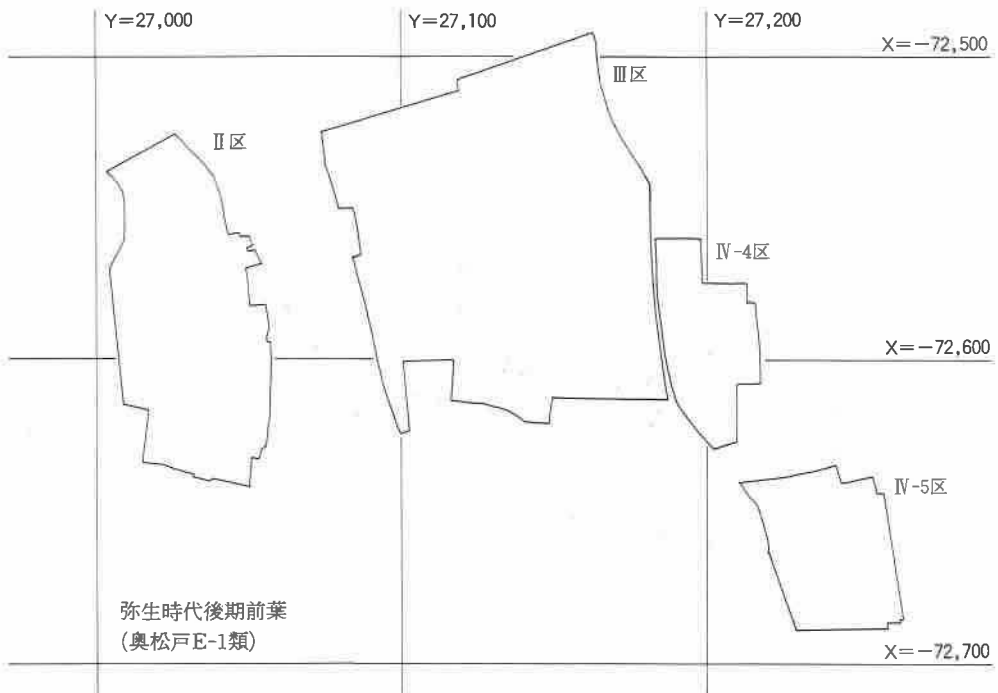 Y=27,000
Y=27,100
Y=27,200
X=-72,500
Ⅲ区
Ⅱ区
Ⅳ-4区
X=-72,600
Ⅳ-5区
弥生時代後期前葉
(奥松戸E-1類)
X=-72,700